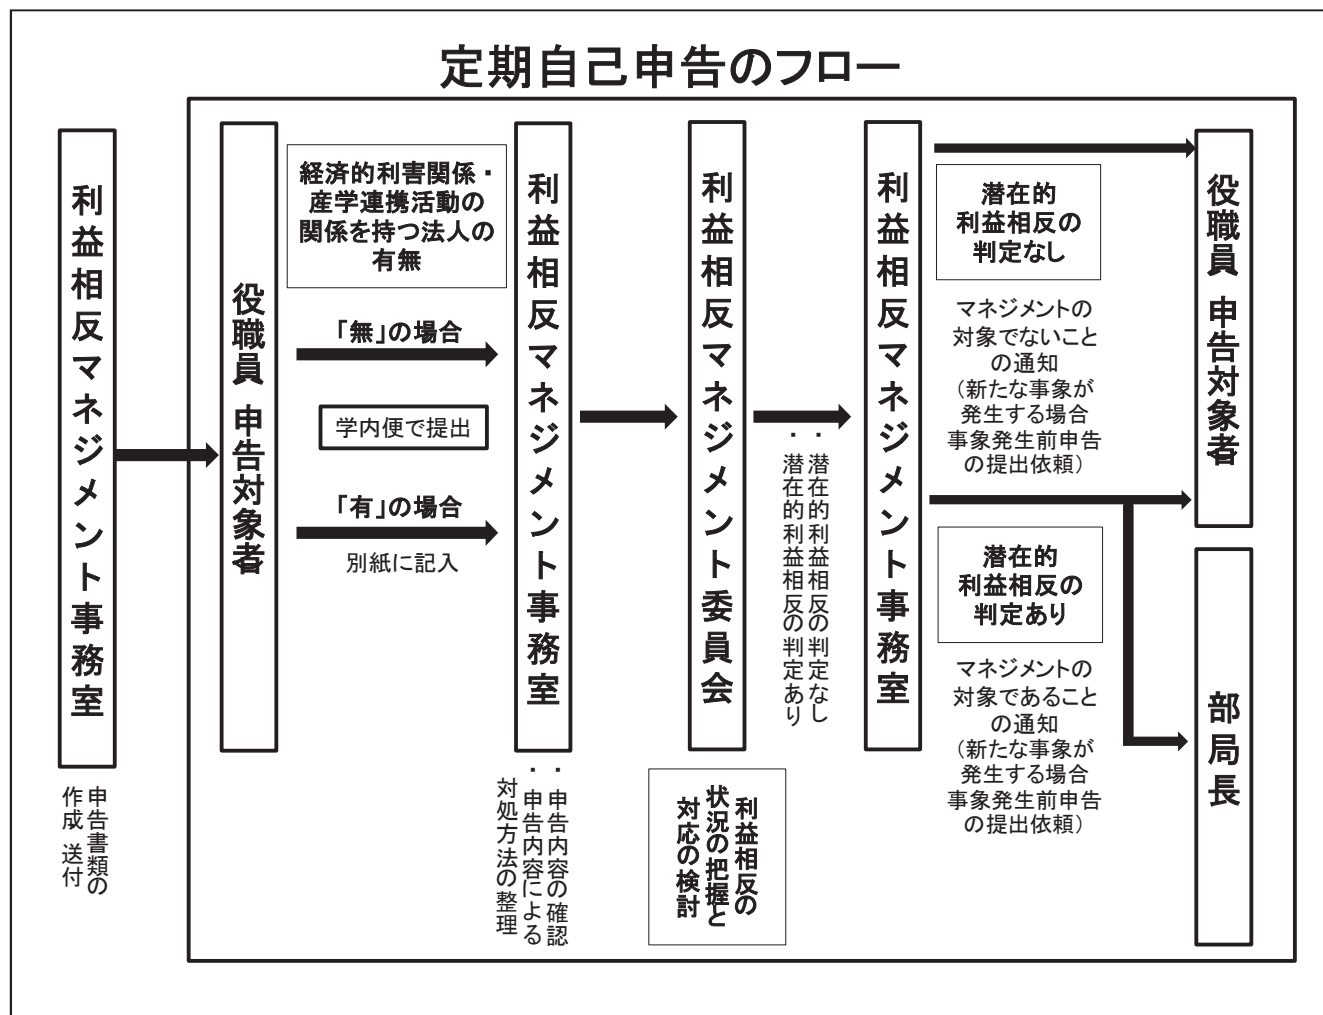 定期自己申告のフロー
利益相反マネジメント事務室
申告書類の
作成 送付
役職員 申告対象者
経済的利害関係・
産学連携活動の
関係を持つ法人の
有無
「無」の場合
学内便で提出
「有」の場合
別紙に記入
利益相反マネジメント事務室
・申告内容の確認
・申告内容による
対処方法の整理
利益相反マネジメント委員会
利益相反の
状況の把握と
対応の検討
・潜在的利益相反の判定なし
・潜在的利益相反の判定あり
利益相反マネジメント事務室
潜在的
利益相反の
判定なし
マネジメントの
対象でないこと
の通知
（新たな事象が
発生する場合
事象発生前申告
の提出依頼）
潜在的
利益相反の
判定あり
マネジメントの
対象であること
の通知
（新たな事象が
発生する場合
事象発生前申告
の提出依頼）
役職員 申告対象者
部局長